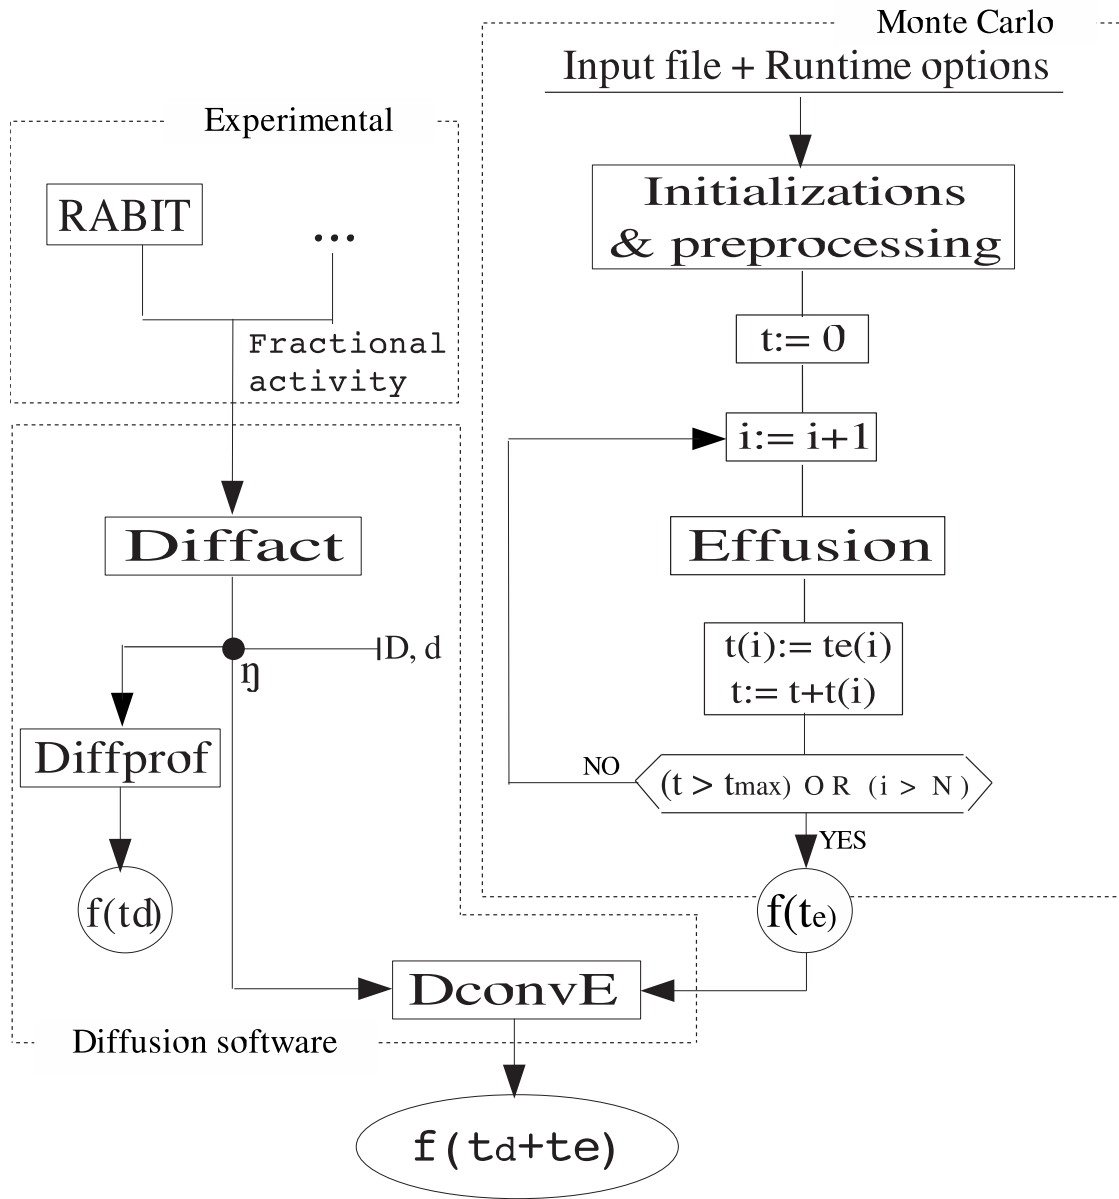 Monte Carlo
Input file + Runtime options
Experimental
RABIT
...
Initializations
& preprocessing
Fractional
activity
t:= 0
i:= i+1
Diffact
Effusion
D, d
ŋ
t(i):= te(i)
t:= t+t(i)
Diffprof
NO
(t > tmax) OR (i > N)
YES
f(td)
f(te)
DconvE
Diffusion software
f(td+te)